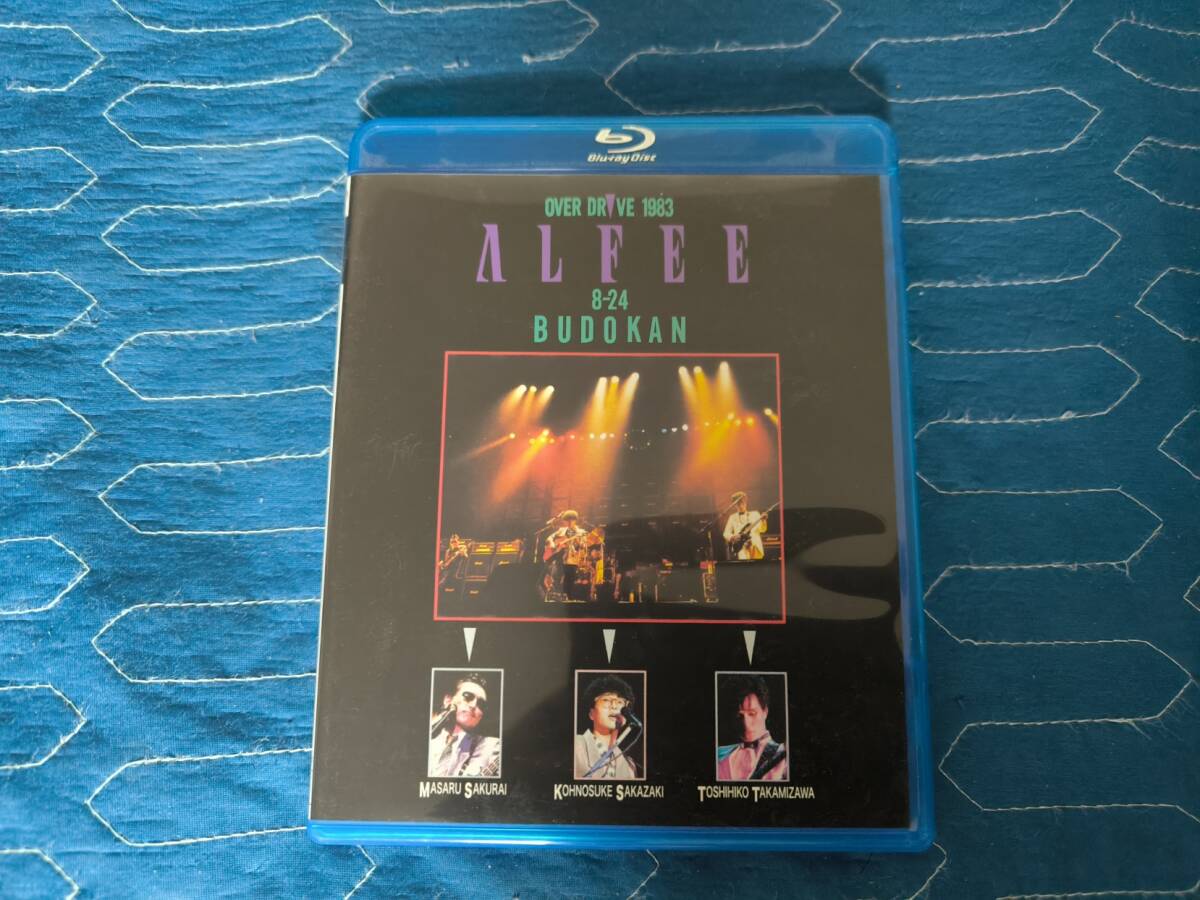 Blu-ray Disc
OVER DRIVE 1983
ALFEE
8-24
BUDOKAN
MASARU SAKURAI
KOHNOSUKE SAKAZAKI
TOSHIHIKO TAKAMIZAWA